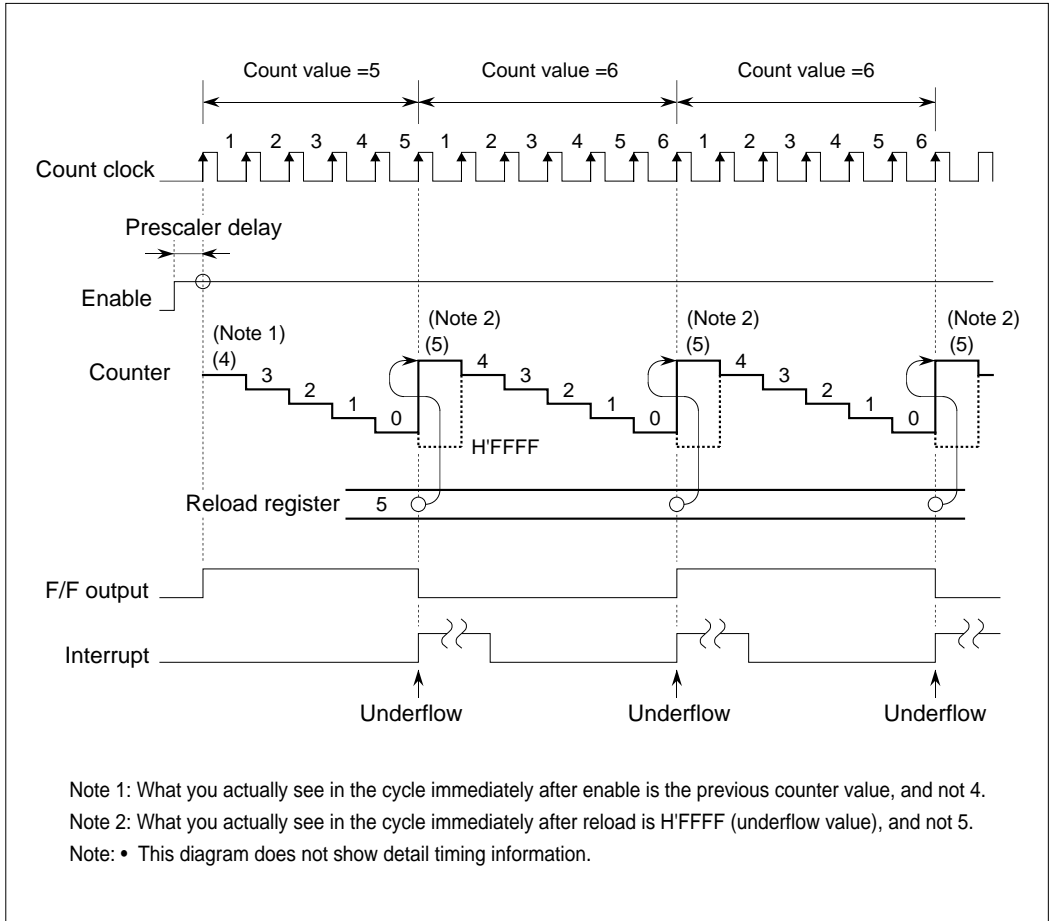 Count value =5 Count value =6 Count value =6
1 2 3 4 5 1 2 3 4 5 6 1 2 3 4 5 6
Count clock
Prescaler delay
Enable
(Note 1) (Note 2) (Note 2) (Note 2)
(4) (5) (5) (5)
Counter 3 2 1 0 4 3 2 1 0 4 3 2 1 0
H'FFFF
Reload register 5
F/F output
Interrupt
Underflow Underflow Underflow
Note 1: What you actually see in the cycle immediately after enable is the previous counter value, and not 4.
Note 2: What you actually see in the cycle immediately after reload is H'FFFF (underflow value), and not 5.
Note: • This diagram does not show detail timing information.